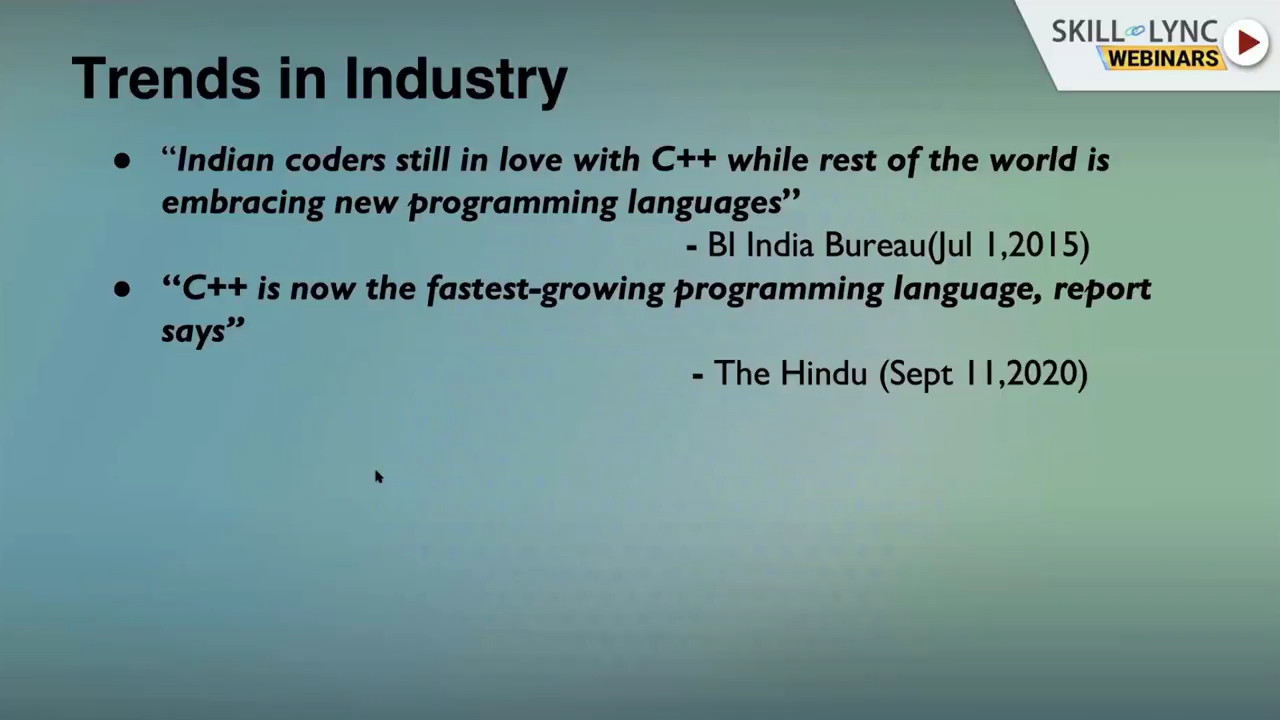 SKILL LYNC
WEBINARS
Trends in Industry
● “Indian coders still in love with C++ while rest of the world is
embracing new programming languages”
- BI India Bureau(Jul 1,2015)
● “C++ is now the fastest-growing programming language, report
says”
- The Hindu (Sept 11,2020)